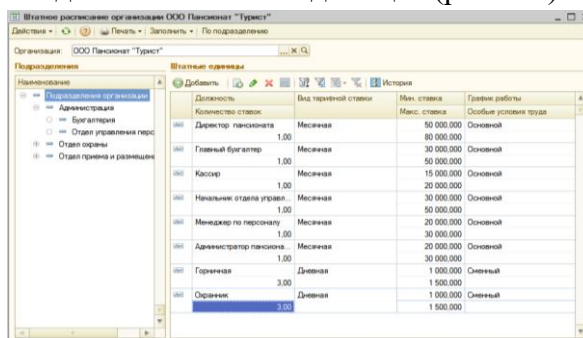 Штатное расписание организации ООО Пансионат "Турист"
Действия Печать Заполнить По подразделению
Организация: ООО Пансионат "Турист" ... x
Подразделения Штатные единицы
Наименование Добавить История
Подразделения организации
Администрация
Бухгалтерия
Отдел управления перс
Отдел охраны
Отдел приема и размещен
Должность Вид тарифной ставки Мин. ставка График работы
Количество ставок Макс. ставка Особые условия труда
Директор пансионата Месячная 50 000,000 Основной
1,00 80 000,000
Главный бухгалтер Месячная 30 000,000 Основной
1,00 50 000,000
Кассир Месячная 15 000,000 Основной
1,00 20 000,000
Начальник отдела управл... Месячная 30 000,000 Основной
1,00 50 000,000
Менеджер по персоналу Месячная 20 000,000 Основной
1,00 30 000,000
Администратор пансиона... Месячная 20 000,000 Основной
1,00 30 000,000
Горничная Дневная 1 000,000 Сменный
3,00 1 500,000
Охранник Дневная 1 000,000 Сменный
3,00 1 500,000